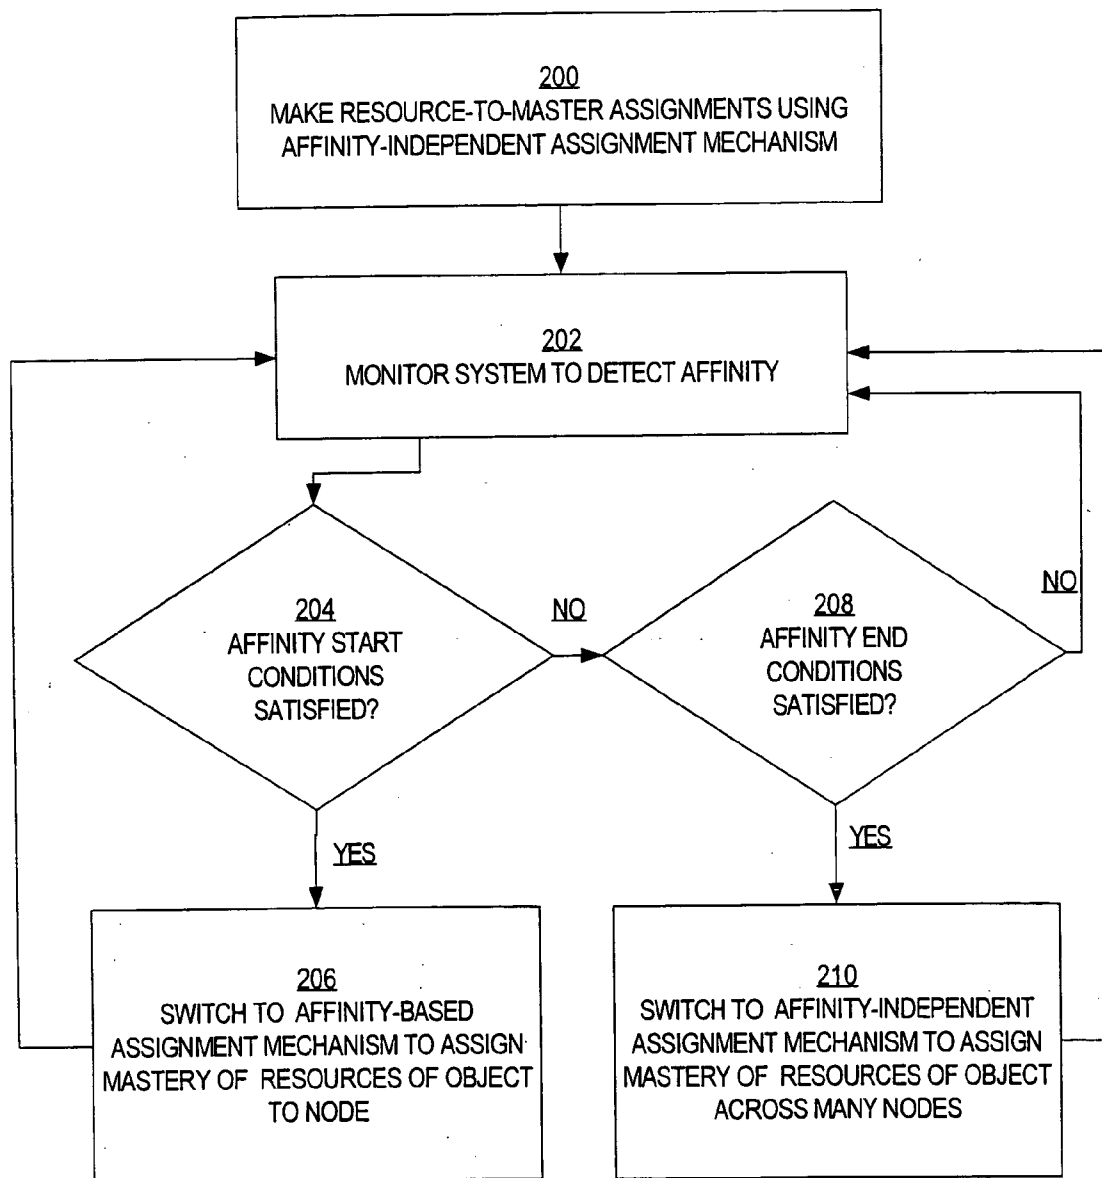 200
MAKE RESOURCE-TO-MASTER ASSIGNMENTS USING
AFFINITY-INDEPENDENT ASSIGNMENT MECHANISM
202
MONITOR SYSTEM TO DETECT AFFINITY
204
AFFINITY START
CONDITIONS
SATISFIED?
NO
208
AFFINITY END
CONDITIONS
SATISFIED?
NO
YES
YES
206
SWITCH TO AFFINITY-BASED
ASSIGNMENT MECHANISM TO ASSIGN
MASTERY OF RESOURCES OF OBJECT
TO NODE
210
SWITCH TO AFFINITY-INDEPENDENT
ASSIGNMENT MECHANISM TO ASSIGN
MASTERY OF RESOURCES OF OBJECT
ACROSS MANY NODES